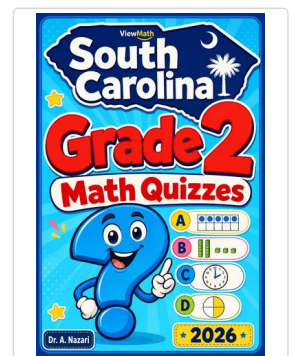 ViewMath
South
Carolina
Grade 2
Math Quizzes
A
B
C
D
Dr. A. Nazari
2026